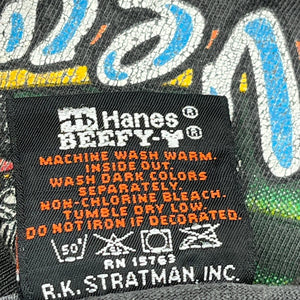 Hanes®
BEEFY-T®
MACHINE WASH WARM.
INSIDE OUT.
WASH DARK COLORS
SEPARATELY.
NON-CHLORINE BLEACH.
TUMBLE DRY LOW.
DO NOT IRON IF DECORATED.
50°
RN 15763
R.K. STRATMAN, INC.